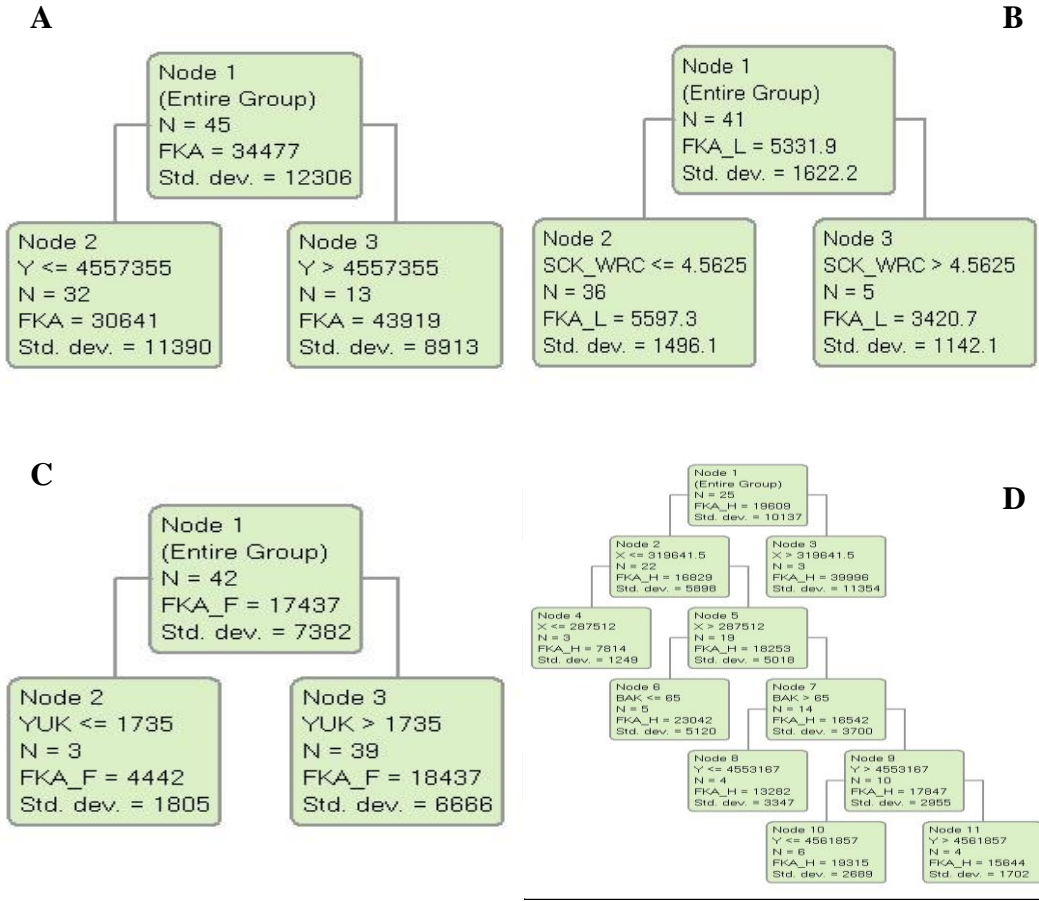 A
Node 1
(Entire Group)
N = 45
FKA = 34477
Std. dev. = 12306
Node 2
Y <= 4557355
N = 32
FKA = 30641
Std. dev. = 11390
Node 3
Y > 4557355
N = 13
FKA = 43919
Std. dev. = 8913
B
Node 1
(Entire Group)
N = 41
FKA_L = 5331.9
Std. dev. = 1622.2
Node 2
SCK_WRC <= 4.5625
N = 36
FKA_L = 5597.3
Std. dev. = 1496.1
Node 3
SCK_WRC > 4.5625
N = 5
FKA_L = 3420.7
Std. dev. = 1142.1
C
Node 1
(Entire Group)
N = 42
FKA_F = 17437
Std. dev. = 7382
Node 2
YUK <= 1735
N = 3
FKA_F = 4442
Std. dev. = 1805
Node 3
YUK > 1735
N = 39
FKA_F = 18437
Std. dev. = 6666
D
Node 1
(Entire Group)
N = 25
FKA_H = 19609
Std. dev. = 10137
Node 2
X <= 319641.5
N = 22
FKA_H = 16829
Std. dev. = 5898
Node 3
X > 319641.5
N = 3
FKA_H = 39996
Std. dev. = 11354
Node 4
X <= 287512
N = 3
FKA_H = 7814
Std. dev. = 1249
Node 5
X > 287512
N = 19
FKA_H = 18253
Std. dev. = 5018
Node 6
BAK <= 65
N = 5
FKA_H = 23042
Std. dev. = 5120
Node 7
BAK > 65
N = 14
FKA_H = 16542
Std. dev. = 3700
Node 8
Y <= 4553167
N = 4
FKA_H = 13282
Std. dev. = 3347
Node 9
Y > 4553167
N = 10
FKA_H = 17847
Std. dev. = 2955
Node 10
Y <= 4561857
N = 6
FKA_H = 19315
Std. dev. = 2689
Node 11
Y > 4561857
N = 4
FKA_H = 15644
Std. dev. = 1702